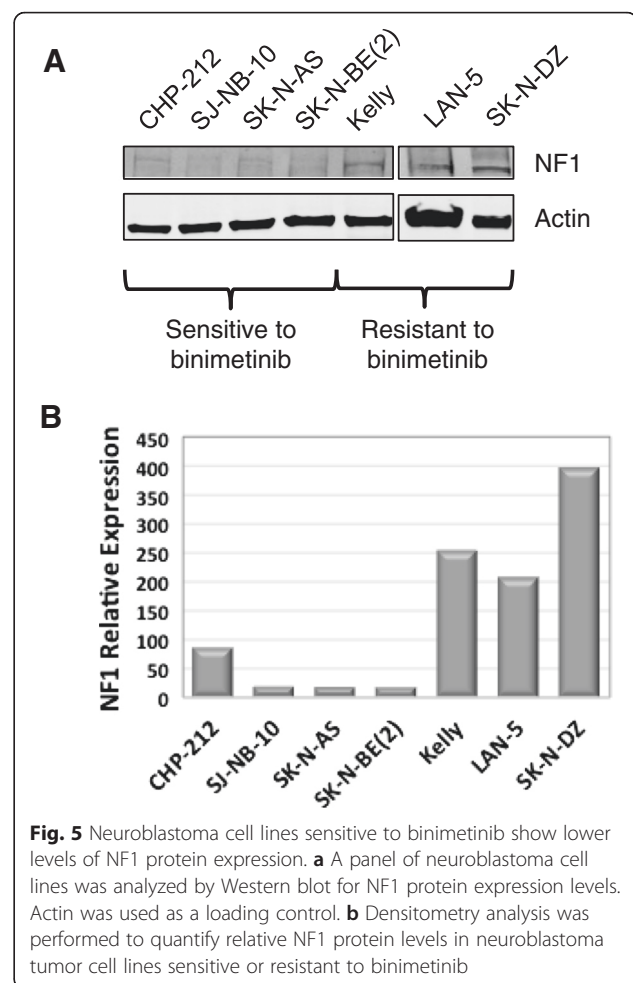 A
CHP-212 SJ-NB-10 SK-N-AS SK-N-BE(2) Kelly LAN-5 SK-N-DZ
NF1
Actin
Sensitive to binimetinib
Resistant to binimetinib
B
NF1 Relative Expression
450
400
350
300
250
200
150
100
50
0
CHP-212 SJ-NB-10 SK-N-AS SK-N-BE(2) Kelly LAN-5 SK-N-DZ
Fig. 5 Neuroblastoma cell lines sensitive to binimetinib show lower
levels of NF1 protein expression. a A panel of neuroblastoma cell
lines was analyzed by Western blot for NF1 protein expression levels.
Actin was used as a loading control. b Densitometry analysis was
performed to quantify relative NF1 protein levels in neuroblastoma
tumor cell lines sensitive or resistant to binimetinib